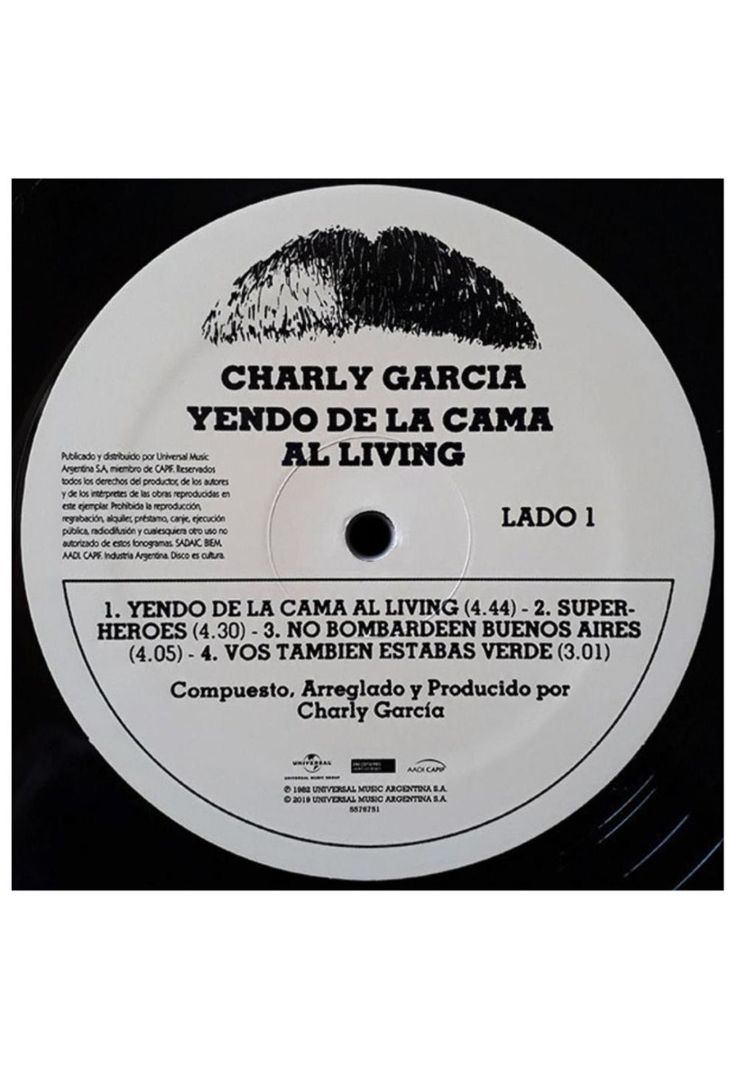 CHARLY GARCIA
YENDO DE LA CAMA
AL LIVING
Publicado y distribuido por Universal Music
Argentina S.A, miembro de CAPIF. Reservados
todos los derechos del productor, de los autores
y de los intérpretes de las obras reproducidas en
este ejemplar. Prohibida la reproducción,
regrabación, alquiler, préstamo, canje, ejecución
pública, radiodifusión y cualesquiera otro uso no
autorizado de estos fonogramas. SADAIC. BIEM.
AADI. CAPIF. Industria Argentina. Disco es cultura.
LADO 1
1. YENDO DE LA CAMA AL LIVING (4.44) - 2. SUPER-
HEROES (4.30) - 3. NO BOMBARDEEN BUENOS AIRES
(4.05) - 4. VOS TAMBIEN ESTABAS VERDE (3.01)
Compuesto, Arreglado y Producido por
Charly García
UNIVERSAL
UNIVERSAL MUSIC GROUP
AADI CAPIF
℗ 1982 UNIVERSAL MUSIC ARGENTINA S.A.
© 2019 UNIVERSAL MUSIC ARGENTINA S.A.
5576751